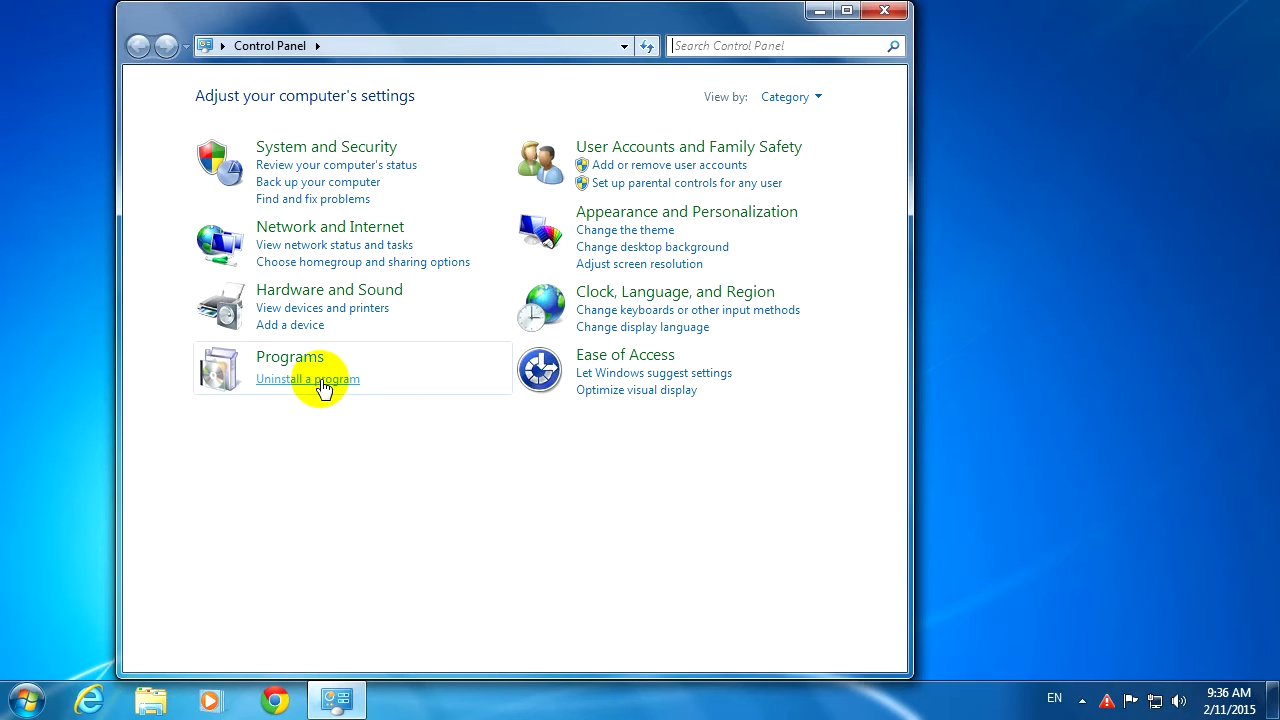 Control Panel
Search Control Panel
Adjust your computer's settings
View by: Category
System and Security
Review your computer's status
Back up your computer
Find and fix problems
Network and Internet
View network status and tasks
Choose homegroup and sharing options
Hardware and Sound
View devices and printers
Add a device
Programs
Uninstall a program
User Accounts and Family Safety
Add or remove user accounts
Set up parental controls for any user
Appearance and Personalization
Change the theme
Change desktop background
Adjust screen resolution
Clock, Language, and Region
Change keyboards or other input methods
Change display language
Ease of Access
Let Windows suggest settings
Optimize visual display
EN
9:36 AM
2/11/2015